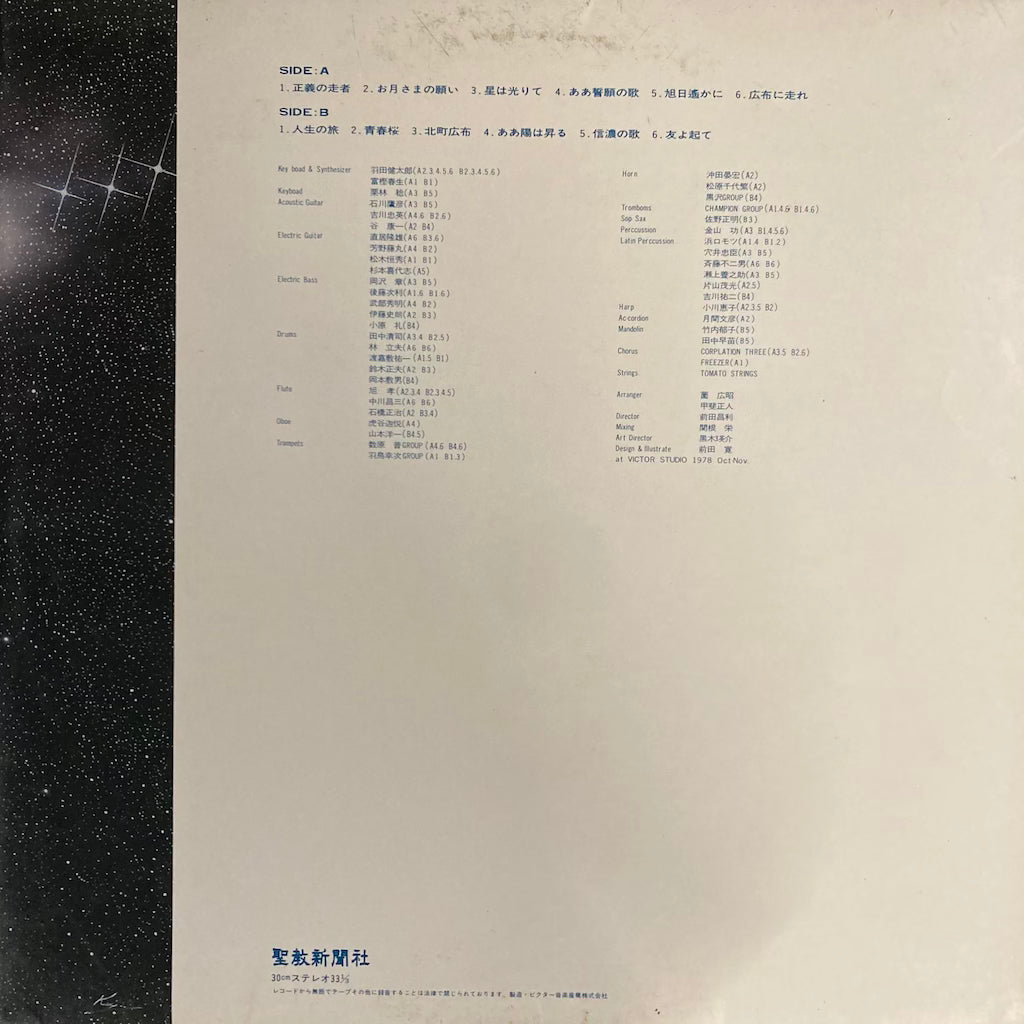 SIDE:A
1.正義の走者 2.お月さまの願い 3.星は光りて 4.ああ誓願の歌 5.旭日遙かに 6.広布に走れ
SIDE:B
1.人生の旅 2.青春桜 3.北町広布 4.ああ陽は昇る 5.信濃の歌 6.友よ起て
Key boad & Synthesizer 羽田健太郎(A2.3.4.5.6 B2.3.4.5.6)
富樫春生(A1 B1)
Keyboad 栗林 稔(A3 B5)
Acoustic Guitar 石川鷹彦(A3 B5)
吉川忠英(A4.6 B2.6)
谷 康一(A2 B4)
Electric Guiter 直居隆雄(A6 B3.6)
芳野藤丸(A4 B2)
松木恒秀(A1 B1)
杉本喜代志(A5)
Electric Bass 岡沢 章(A3 B5)
後藤次利(A1.6 B1.6)
武部秀明(A4 B2)
伊藤史朗(A2 B3)
小原 礼(B4)
Drums 田中清司(A3.4 B2.5)
林 立夫(A6 B6)
渡嘉敷祐一(A1.5 B1)
鈴木正夫(A2 B3)
岡本敦男(B4)
Flute 旭 孝(A2.3.4 B2.3.4.5)
中川昌三(A6 B6)
石橋正治(A2 B3.4)
Oboe 虎谷迦悦(A4)
山本洋一(B4.5)
Trampets 数原 晋GROUP(A4.6 B4.6)
羽鳥幸次GROUP(A1 B1.3)
Horn 沖田晏宏(A2)
松原千代繁(A2)
黒沢GROUP(B4)
Tromboms CHAMPION GROUP(A1.4.6 B1.4.6)
Sop Sax 佐野正明(B3)
Perccussion 金山 功(A3 B1.4.5.6)
Latin Perccussion 浜口モツ(A1.4 B1.2)
穴井忠臣(A3 B5)
斉藤不二男(A6 B6)
瀬上養之助(A3 B5)
片山茂光(A2.5)
吉川祐二(B4)
Harp 小川恵子(A2.3.5 B2)
Accordion 月関文彦(A2)
Mandolin 竹内郁子(B5)
田中早苗(B5)
Chorus CORPLATION THREE(A3.5 B2.6)
FREEZER(A1)
Strings TOMATO STRINGS
Arranger 薗 広昭
甲斐正人
Director 前田昌利
Mixing 関根 栄
Art Director 黒木3英介
Design & Illustrate 前田 寛
at VICTOR STUDIO 1978 Oct Nov.
聖教新聞社
30cmステレオ33⅓
レコードから無断でテープその他に録音することは法律で禁じられております。製造・ビクター音楽産業株式会社